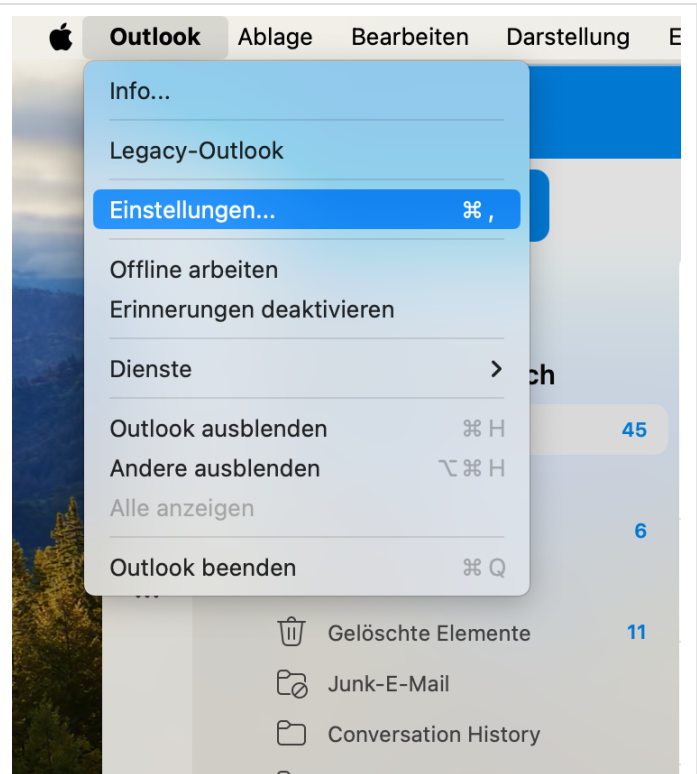 Outlook Ablage Bearbeiten Darstellung E
Info...
Legacy-Outlook
Einstellungen... ⌘ ,
Offline arbeiten
Erinnerungen deaktivieren
Dienste
ch
Outlook ausblenden ⌘ H
45
Andere ausblenden ⌥ ⌘ H
Alle anzeigen
6
Outlook beenden ⌘ Q
Gelöschte Elemente 11
Junk-E-Mail
Conversation History